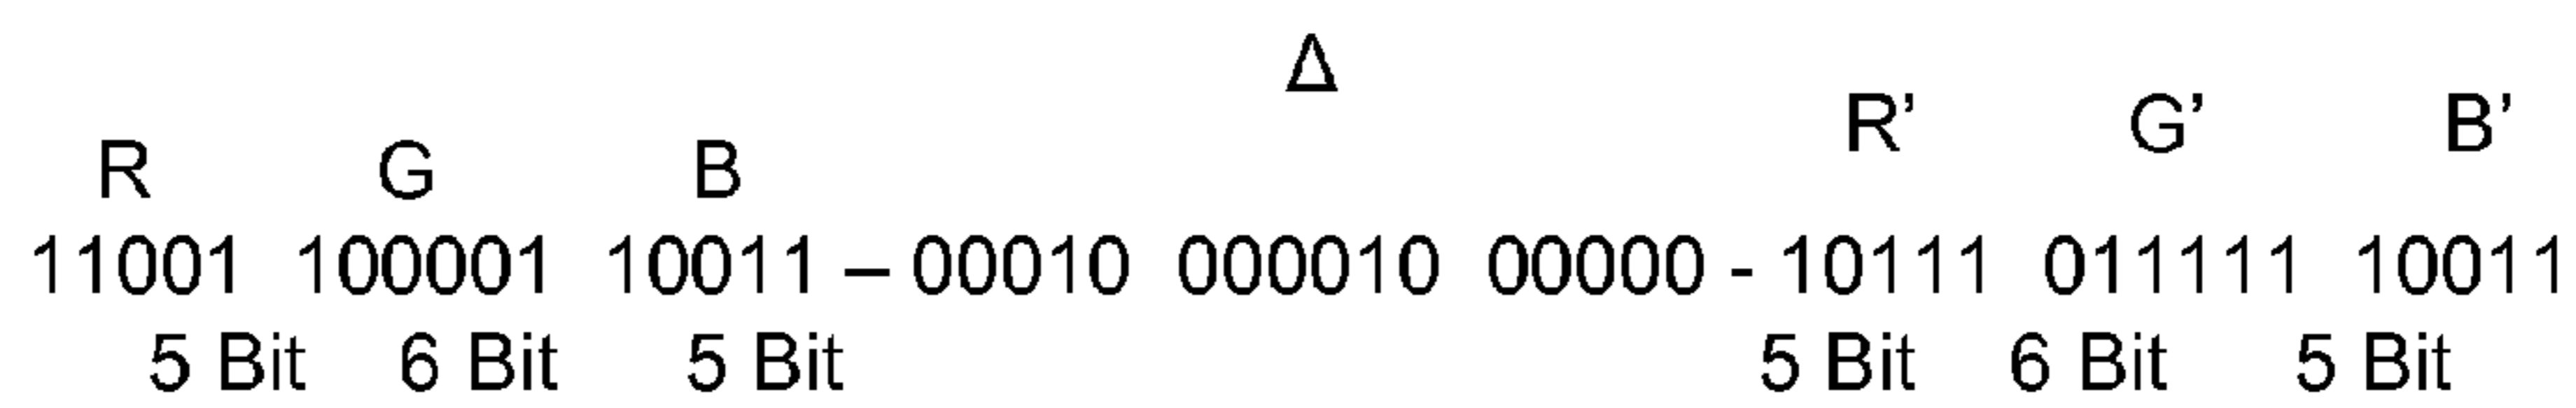 Δ
R' G' B'
R G B
11001 100001 10011 – 00010 000010 00000 - 10111 011111 10011
5 Bit 6 Bit 5 Bit 5 Bit 6 Bit 5 Bit